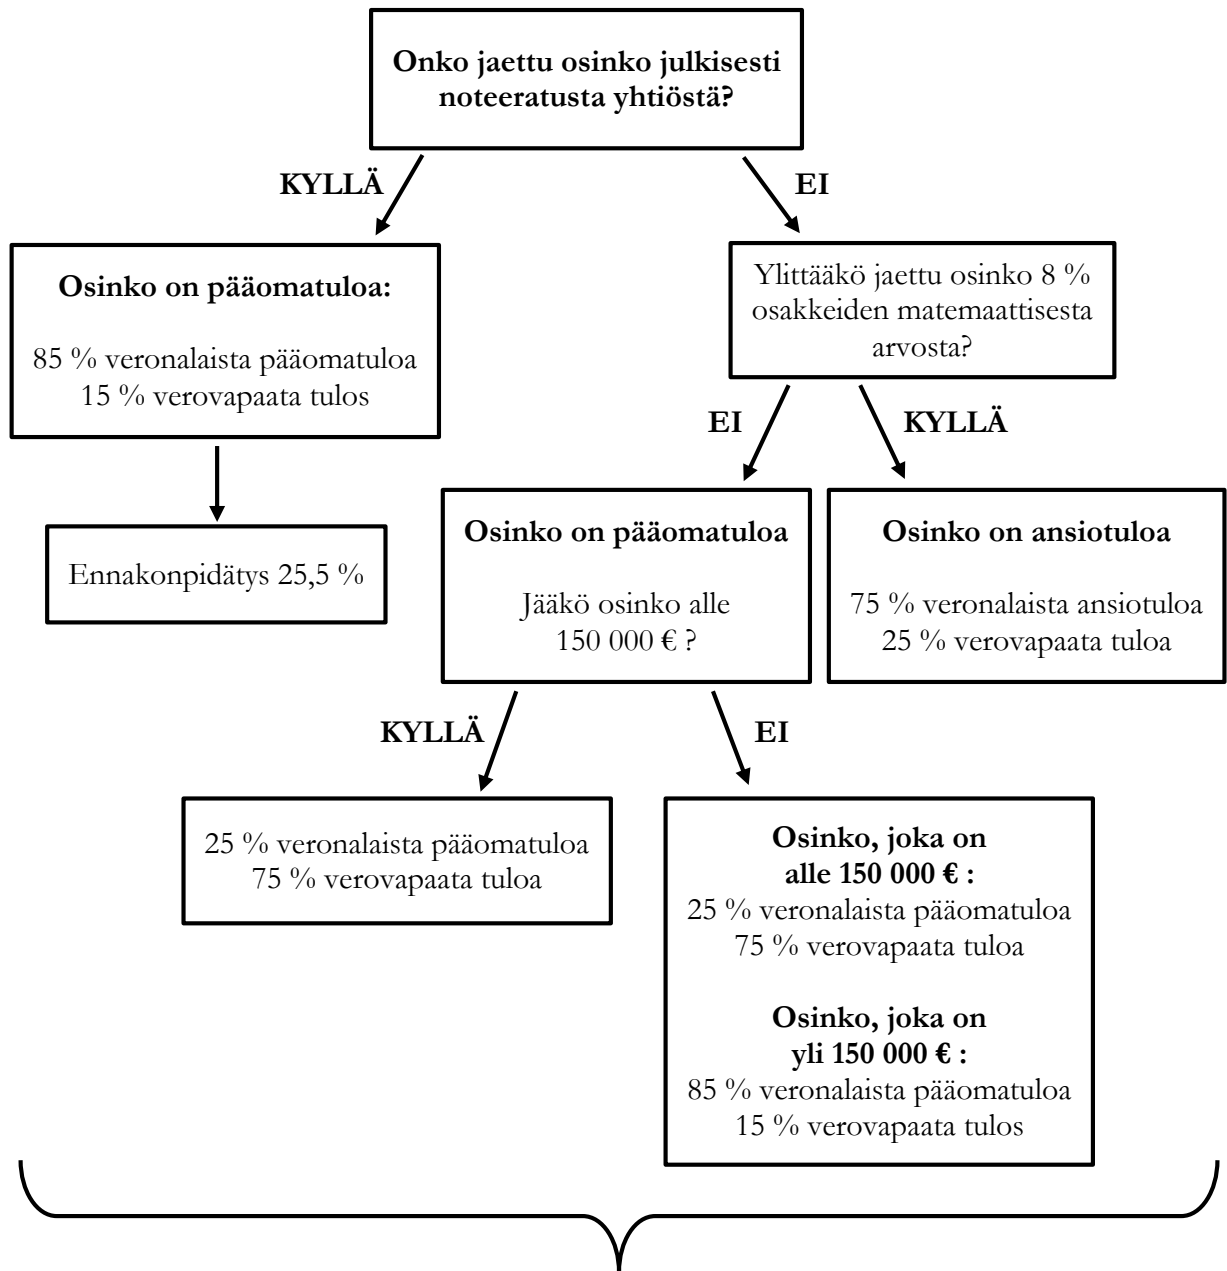 Onko jaettu osinko julkisesti
noteeratusta yhtiöstä?
KYLLÄ
EI
Osinko on pääomatuloa:
85 % veronalaista pääomatuloa
15 % verovapaata tulos
Ylittääkö jaettu osinko 8 %
osakkeiden matemaattisesta
arvosta?
EI
KYLLÄ
Ennakonpidätys 25,5 %
Osinko on pääomatuloa
Jääkö osinko alle
150 000 € ?
Osinko on ansiotuloa
75 % veronalaista ansiotuloa
25 % verovapaata tuloa
KYLLÄ
EI
25 % veronalaista pääomatuloa
75 % verovapaata tuloa
Osinko, joka on
alle 150 000 € :
25 % veronalaista pääomatuloa
75 % verovapaata tuloa
Osinko, joka on
yli 150 000 € :
85 % veronalaista pääomatuloa
15 % verovapaata tulos